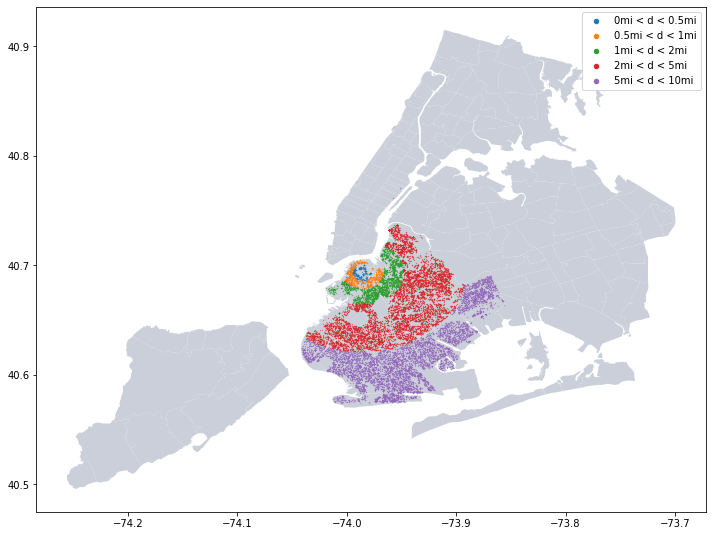 0mi < d < 0.5mi
0.5mi < d < 1mi
1mi < d < 2mi
2mi < d < 5mi
5mi < d < 10mi
40.9
40.8
40.7
40.6
40.5
−74.2
−74.1
−74.0
−73.9
−73.8
−73.7